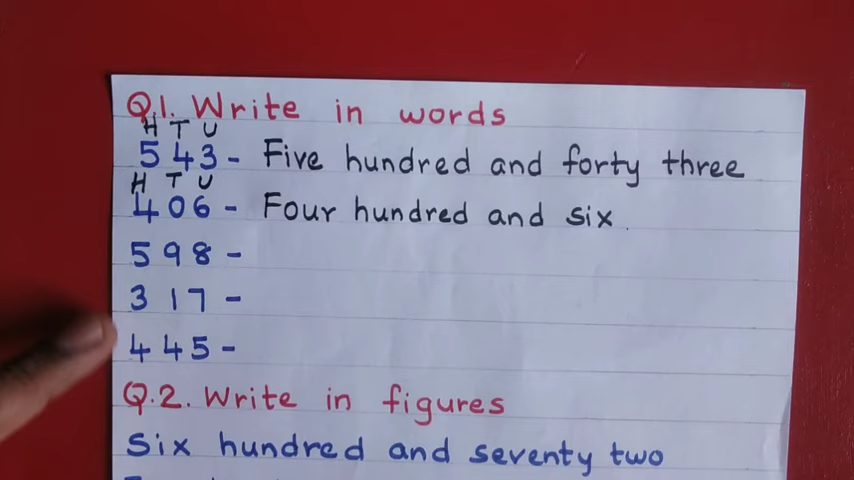 Q.1. Write in words
H T U
543 - Five hundred and forty three
H T U
406 - Four hundred and six
598 -
317 -
445 -
Q.2. Write in figures
Six hundred and seventy two